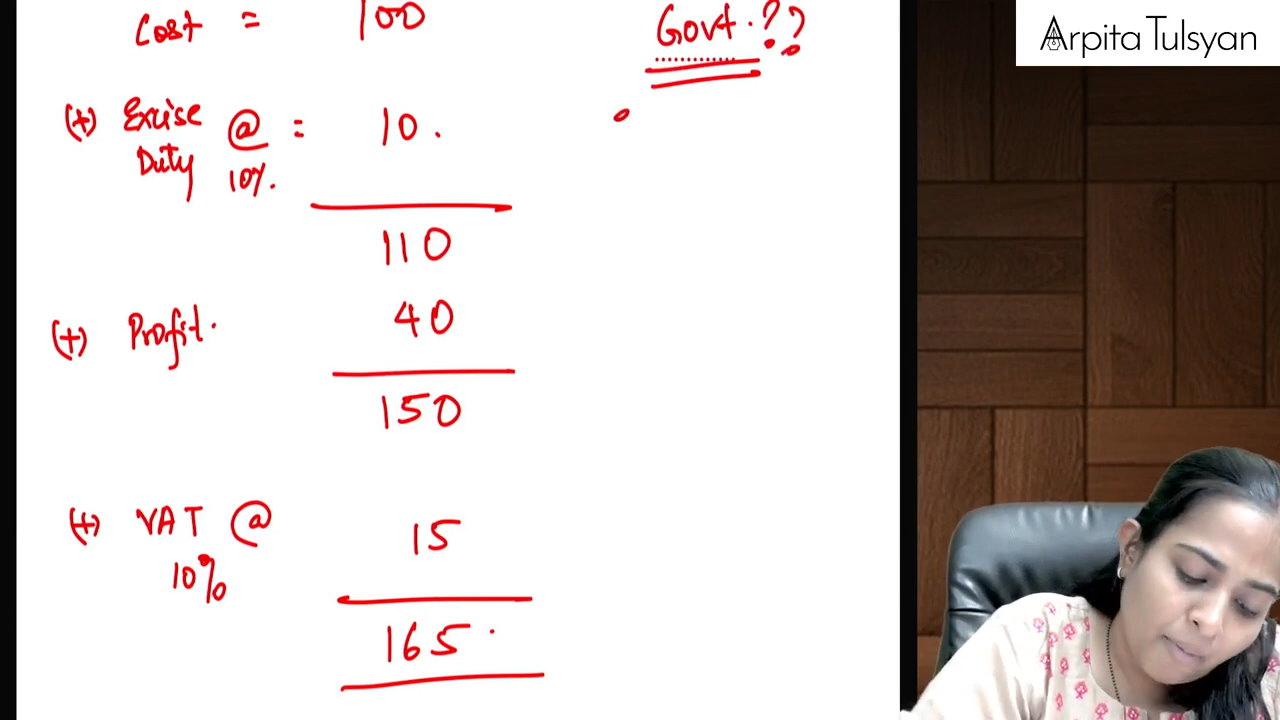 Cost = 100
(+) Excise Duty @ 10% = 10.
110
(+) Profit. 40
150
(+) VAT @ 10% 15
165
Govt. ??
Arpita Tulsyan